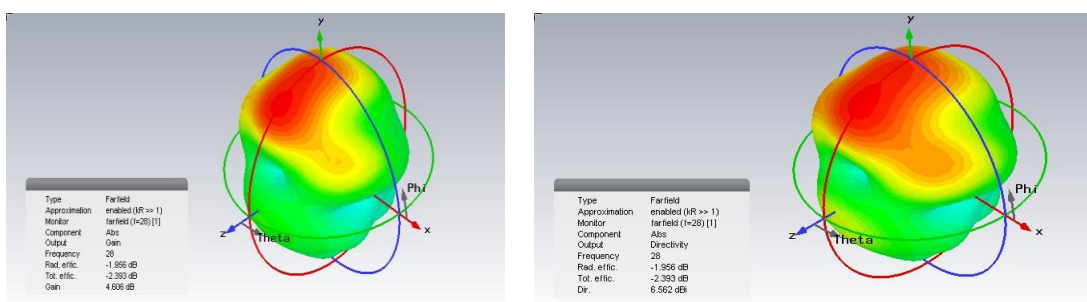 y
Phi
x
z
Theta
Type Farfield
Approximation enabled (kR >> 1)
Monitor farfield (f=28) [1]
Component Abs
Output Gain
Frequency 28
Rad. effic. -1.956 dB
Tot. effic. -2.393 dB
Gain 4.606 dB
y
Phi
x
z
Theta
Type Farfield
Approximation enabled (kR >> 1)
Monitor farfield (f=28) [1]
Component Abs
Output Directivity
Frequency 28
Rad. effic. -1.956 dB
Tot. effic. -2.393 dB
Dir. 6.562 dBi